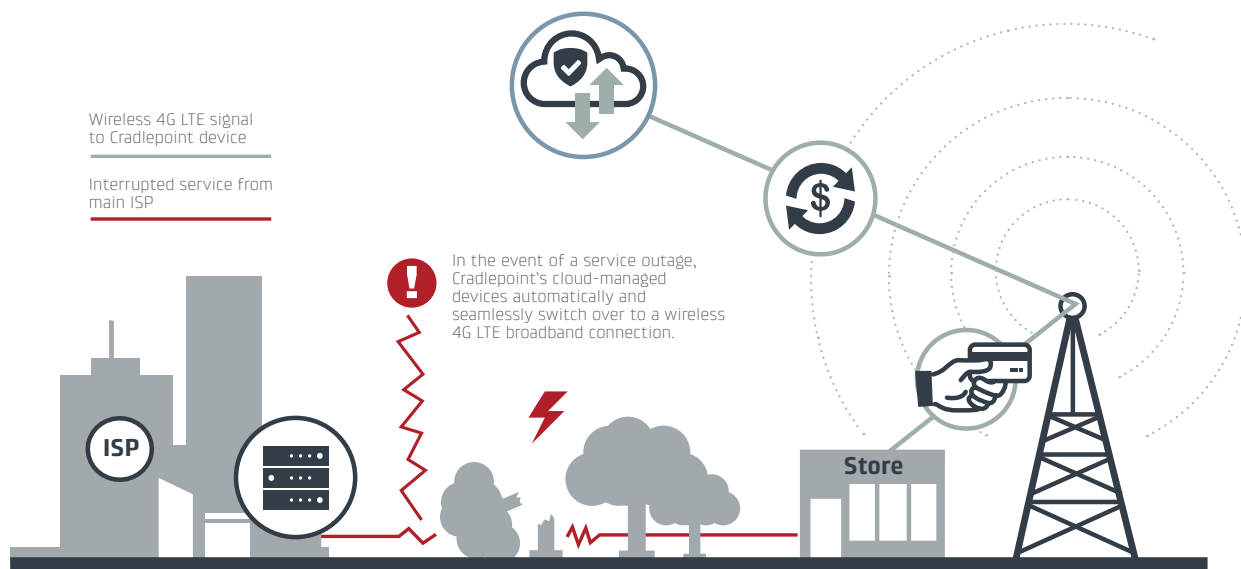 Wireless 4G LTE signal
to Cradlepoint device
Interrupted service from
main ISP
In the event of a service outage,
Cradlepoint's cloud-managed
devices automatically and
seamlessly switch over to a wireless
4G LTE broadband connection.
$
!
ISP
Store